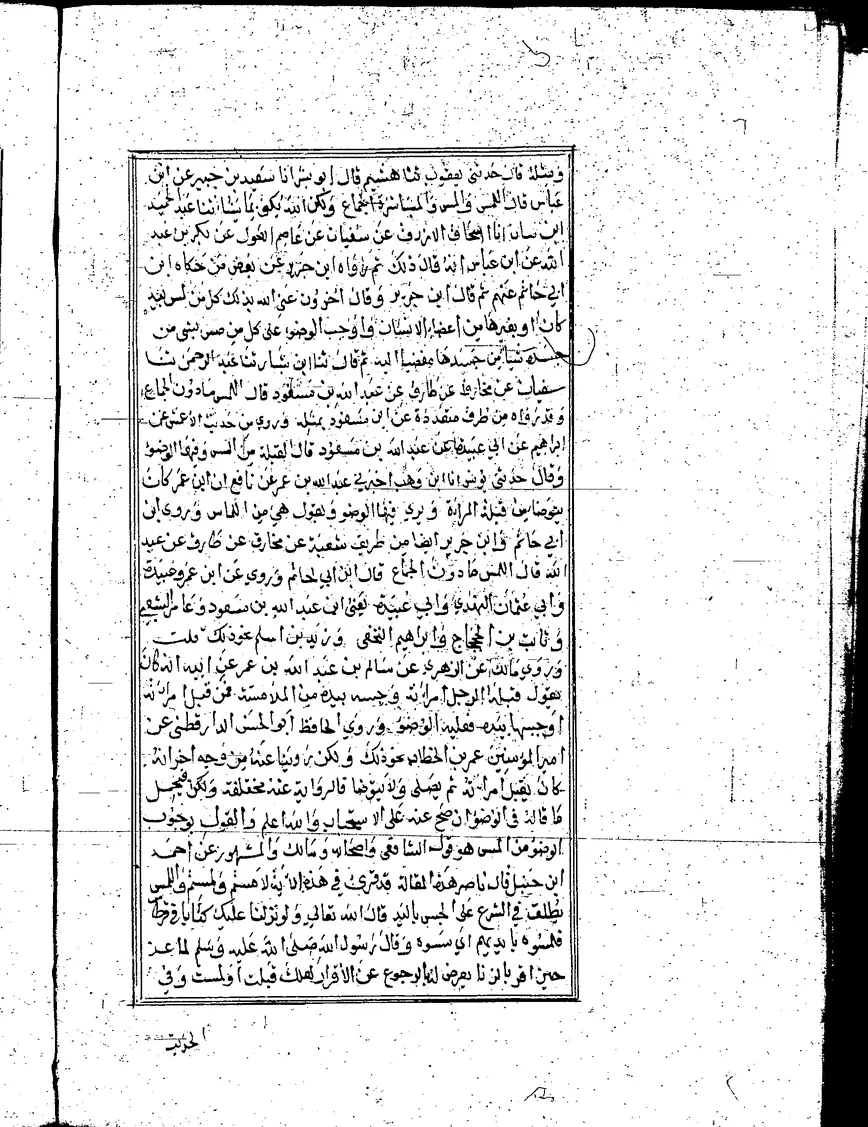 ومثله قال حدثني يعقوب ثنا هشيم قال ابو بشر انا سعيد بن جبير عن ابن
عباس قال اللمس والمس والمباشرة الجماع ولكن الله يكني بما يشا ثنا عبد الحميد
ابن بيان انا اسحاق الازرق عن سفيان عن عاصم الاحول عن بكر بن عبد
الله عن ابن عباس انه قال ذلك ثم رواه ابن جرير عن بعض من حكاه ابن
ابي حاتم عنهم ثم قال ابن جرير وقال اخرون عنى الله بذلك كل من لمس بيد
كان او بغيرها من اعضاء الانسان واوجب الوضوء على كل من مس بشي من
جسده شيا من جسدها مفضيا اليه ثم قال ثنا ابن بشار ثنا عبد الرحمن ثنا
سفيان عن مخارق عن طارق عن عبد الله بن مسعود قال اللمس ما دون الجماع
وقد رواه من طرق متعددة عن ابن مسعود بمثله وروي من حديث الاعمش عن
ابراهيم عن ابي عبيدة عن عبد الله بن مسعود قال القبلة من المس وفيها الوضوء
وقال حدثني يونس انا ابن وهب اخبرني عبد الله بن عمر عن نافع ان ابن عمر كان
يتوضا من قبلة المراة ويرى فيها الوضو ويقول هي من اللماس وروى ابن
ابي حاتم وابن جرير ايضا من طريق شعبة عن مخارق عن طارق عن عبد
الله قال اللمس ما دون الجماع قال ابن ابي حاتم وروي عن ابن عمر وعبيدة
وابي عثمان النهدي وابي عبيدة يعني ابن عبد الله بن مسعود وعامر الشعبي
وثابت بن الحجاج وابراهيم النخعي وزيد بن اسلم نحو ذلك قلت
وروى مالك عن الزهري عن سالم بن عبد الله بن عمر عن ابيه انه كان
يقول قبلة الرجل امراته وجسه بيده من الملامسة فمن قبل امراته
او جسها بيده فعليه الوضوء وروى الحافظ ابو الحسن الدارقطني عن
امير المؤمنين عمر بن الخطاب نحو ذلك ولكن روينا عنه من وجه اخر انه
كان يقبل امراته ثم يصلي ولا يتوضا فالرواية عنه مختلفة ولكن فيحمل
ما قاله في الوضوء ان صح عنه على الاستحباب والله اعلم والقول بوجوب
الوضوء من المس هو قول الشافعي واصحابه ومالك والمشهور عن احمد
ابن حنبل قال ناصر هذه المقالة قد قرئ في هذه الاية لامستم ولمستم واللمس
يطلق في الشرع على الجس باليد قال الله تعالى ولو نزلنا عليك كتابا في قرطاس
فلمسوه بايديهم اي مسوه وقال رسول الله صلى الله عليه وسلم لماعز
حين اقر بالزنا يعرض له بالرجوع عن الاقرار لعلك قبلت او لمست وفي
الحديث